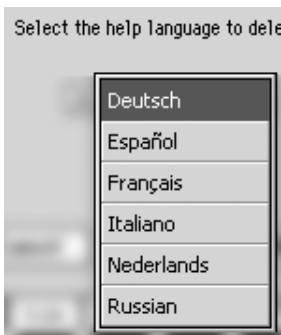 Select the help language to dele
Deutsch
Español
Français
Italiano
Nederlands
Russian